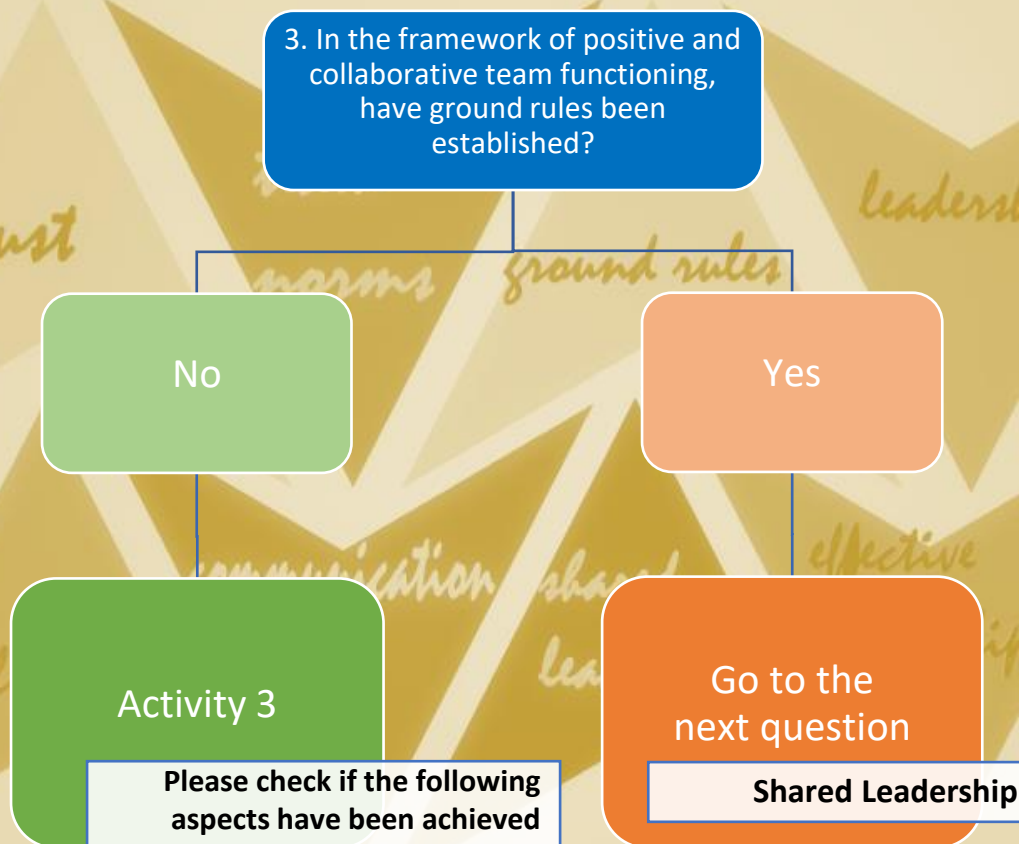 3. In the framework of positive and
collaborative team functioning,
have ground rules been
established?
norms
ground rules
No
Yes
communication
effective
Activity 3
Go to the
next question
Please check if the following
aspects have been achieved
Shared Leadership